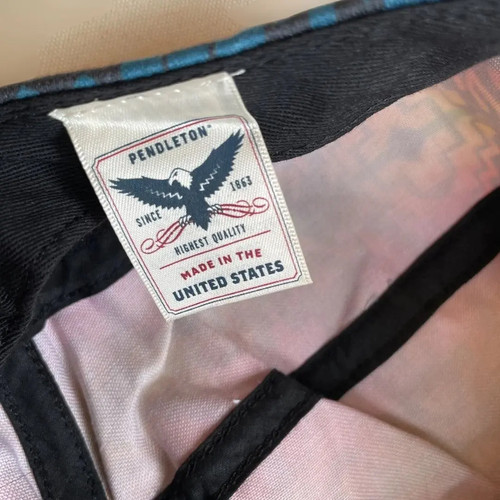 PENDLETON®
SINCE 1863
HIGHEST QUALITY
MADE IN THE
UNITED STATES